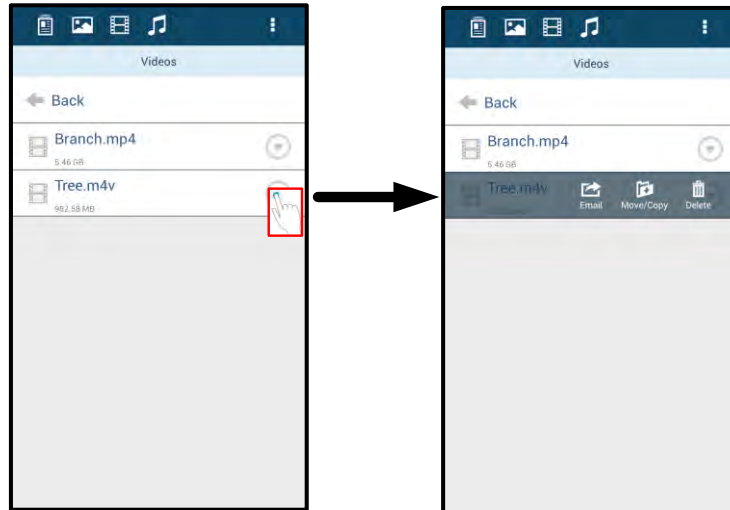 Videos
Back
Branch.mp4
5.46 GB
Tree.m4v
982.58 MB
Videos
Back
Branch.mp4
5.46 GB
Tree.m4v
Email Move/Copy Delete